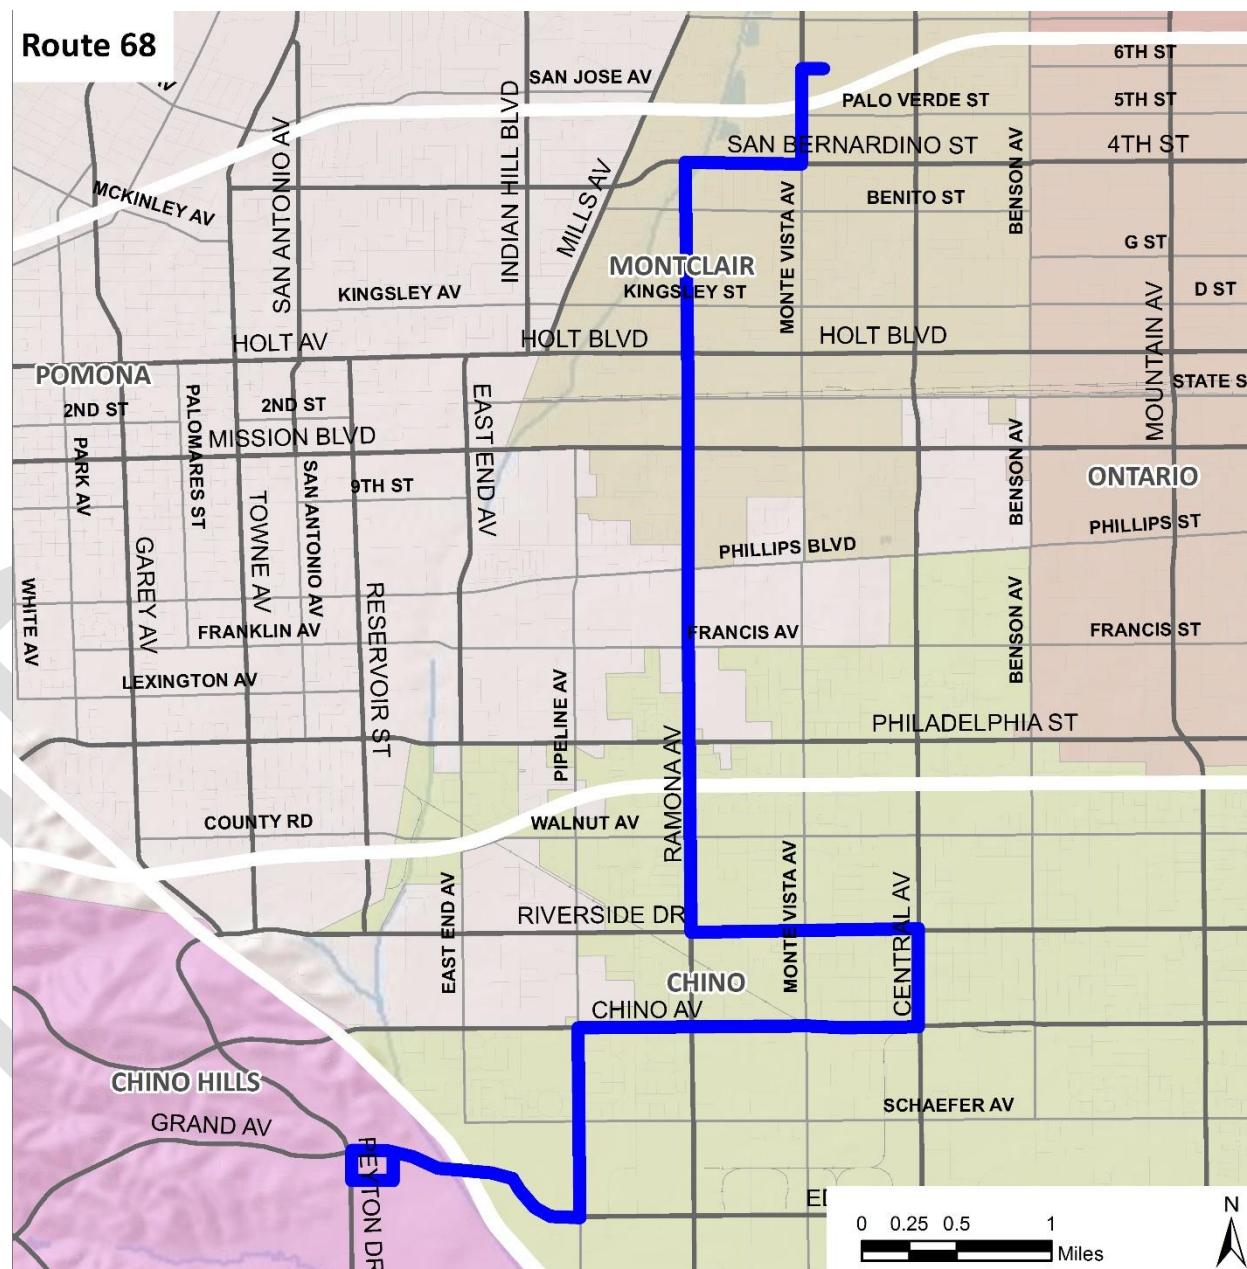 Route 68
6TH ST
SAN JOSE AV
AV
PALO VERDE ST
5TH ST
SAN BERNARDINO ST
4TH ST
SAN ANTONIO AV
INDIAN HILL BLVD
MILLS AV
BENSON AV
MCKINLEY AV
BENITO ST
MONTE VISTA AV
G ST
MONTCLAIR
KINGSLEY AV
KINGSLEY ST
D ST
HOLT AV
HOLT BLVD
HOLT BLVD
MOUNTAIN AV
POMONA
STATE S
2ND ST
PALOMARES ST
2ND ST
EAST END AV
MISSION BLVD
PARK AV
SAN ANTONIO AV
9TH ST
BENSON AV
ONTARIO
TOWNE AV
GAREY AV
PHILLIPS BLVD
PHILLIPS ST
WHITE AV
RESERVOIR ST
BENSON AV
FRANKLIN AV
FRANCIS AV
FRANCIS ST
LEXINGTON AV
PIPELINE AV
PHILADELPHIA ST
RAMONA AV
COUNTY RD
WALNUT AV
MONTE VISTA AV
CENTRAL AV
EAST END AV
RIVERSIDE DR
CHINO
CHINO AV
CHINO HILLS
SCHAEFER AV
GRAND AV
PEYTON DR
0 0.25 0.5 1
Miles
N